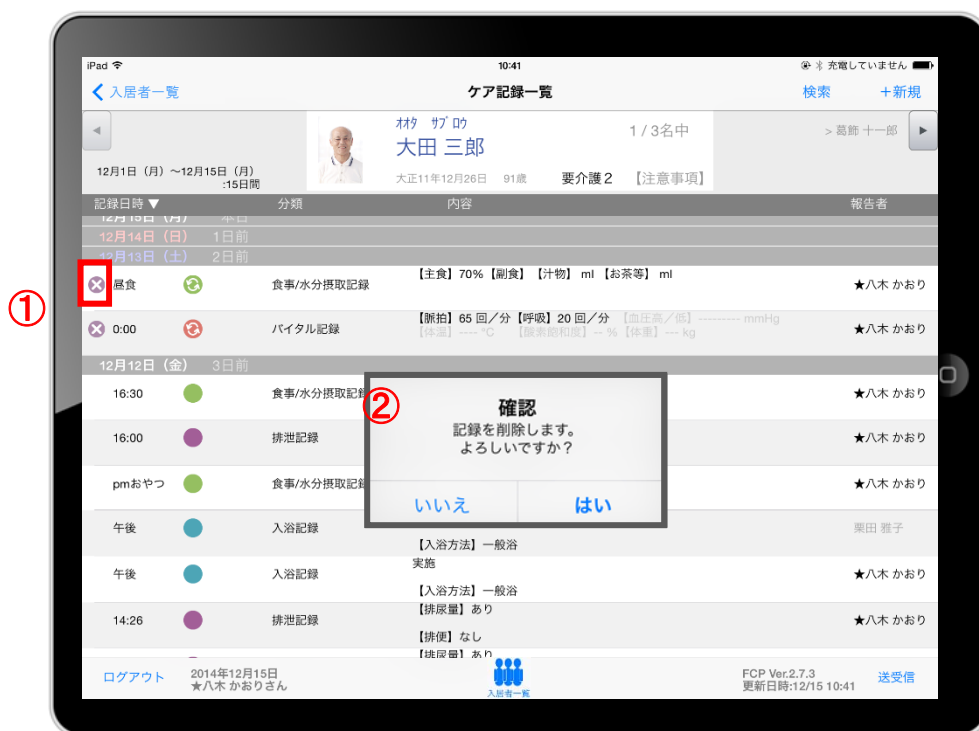 iPad 10:41 充電していません
入居者一覧 ケア記録一覧 検索 +新規
オオタ サブロウ
大田 三郎
1 / 3名中
> 葛飾 十一郎
12月1日（月）～12月15日（月）
:15日間
大正11年12月26日 91歳 要介護2 【注意事項】
記録日時 ▼ 分類 内容 報告者
12月15日（月） 本日
12月14日（日） 1日前
12月13日（土） 2日前
①
昼食 食事/水分摂取記録 【主食】70%【副食】【汁物】 ml 【お茶等】 ml ★八木 かおり
0:00 バイタル記録 【脈拍】65 回／分【呼吸】20 回／分 【血圧高／低】---------- mmHg ★八木 かおり
【体温】---- ℃ 【酸素飽和度】-- %【体重】--- kg
12月12日（金） 3日前
16:30 食事/水分摂取記録 ★八木 かおり
②
確認
記録を削除します。
よろしいですか？
いいえ はい
16:00 排泄記録 ★八木 かおり
pmおやつ 食事/水分摂取記録 ★八木 かおり
午後 入浴記録 栗田 雅子
【入浴方法】一般浴
実施
午後 入浴記録 ★八木 かおり
【入浴方法】一般浴
【排尿量】あり
14:26 排泄記録 ★八木 かおり
【排便】なし
【排尿量】あり
ログアウト
2014年12月15日
★八木 かおりさん
入居者一覧
FCP Ver.2.7.3
更新日時:12/15 10:41
送受信